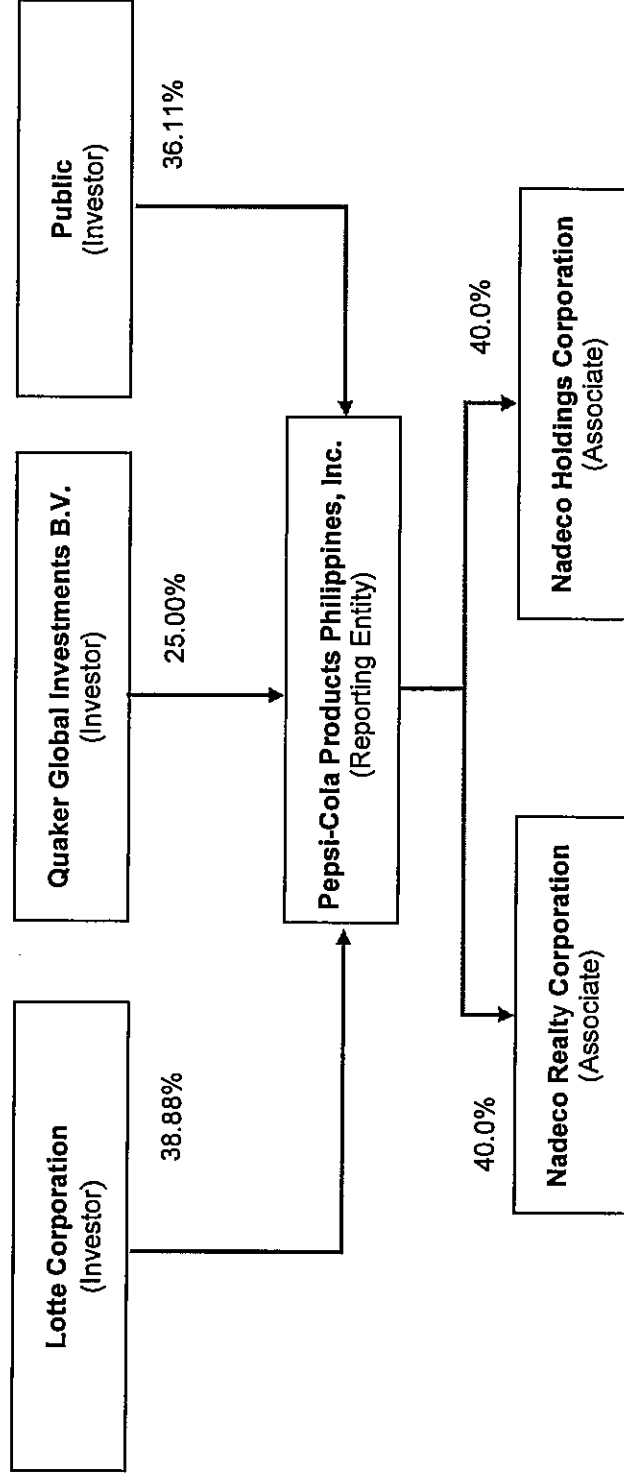 Lotte Corporation
(Investor)
Quaker Global Investments B.V.
(Investor)
Public
(Investor)
38.88%
25.00%
36.11%
Pepsi-Cola Products Philippines, Inc.
(Reporting Entity)
40.0%
40.0%
Nadeco Realty Corporation
(Associate)
Nadeco Holdings Corporation
(Associate)